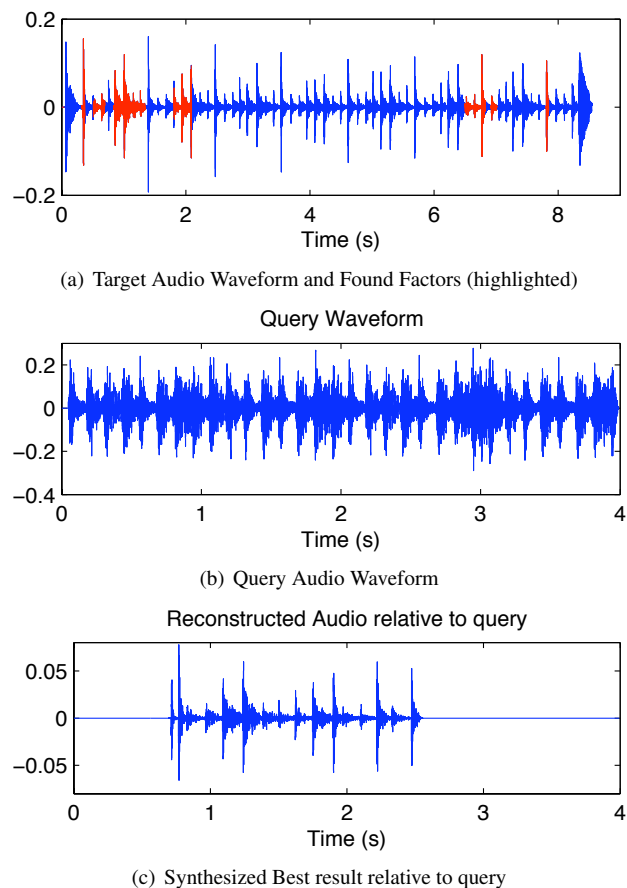 0.2
0
−0.2
0 2 4 6 8
Time (s)
(a) Target Audio Waveform and Found Factors (highlighted)
Query Waveform
0.2
0
−0.2
−0.4
0 1 2 3 4
Time (s)
(b) Query Audio Waveform
Reconstructed Audio relative to query
0.05
0
−0.05
0 1 2 3 4
Time (s)
(c) Synthesized Best result relative to query